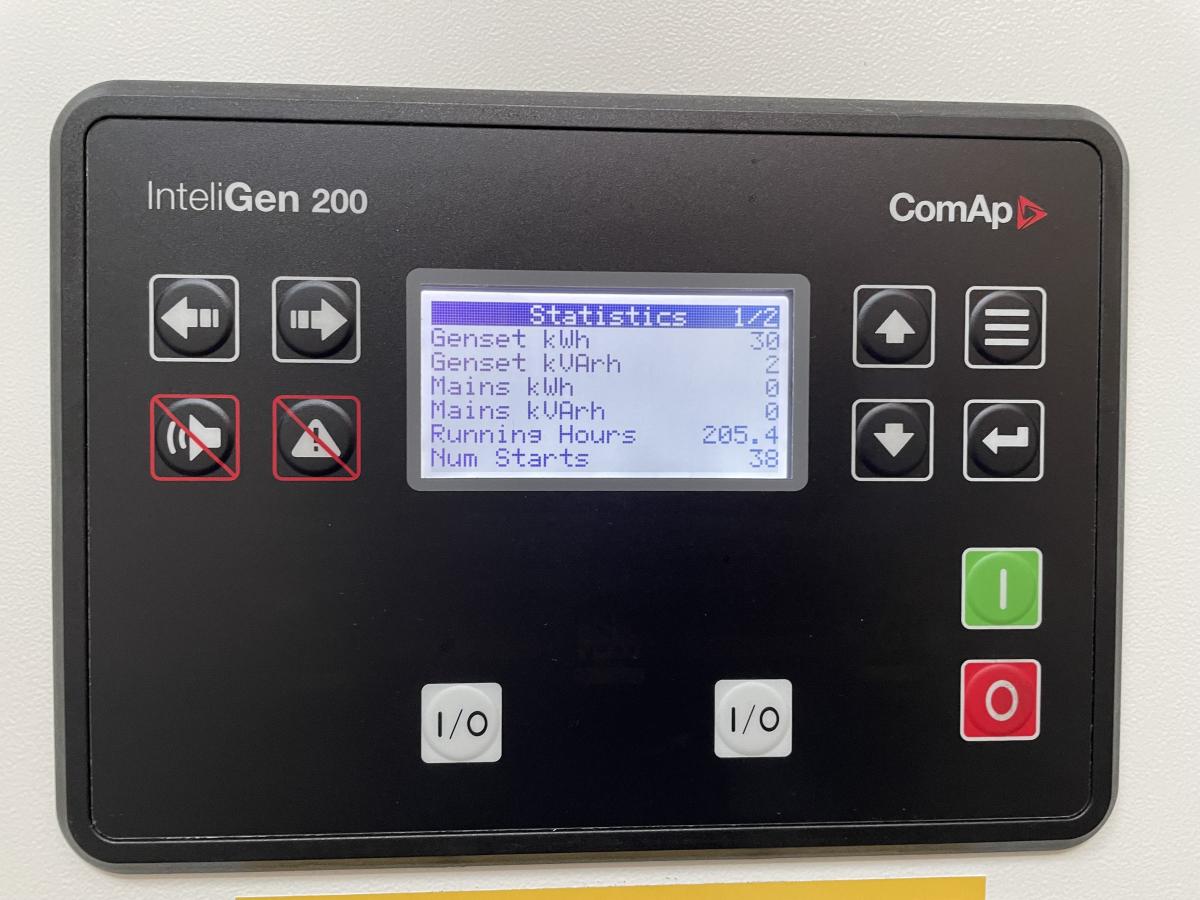 InteliGen 200
ComAp
Statistics 1/2
Genset kWh 30
Genset kVArh 2
Mains kWh 0
Mains kVArh 0
Running Hours 205.4
Num Starts 38
I
O
I/O
I/O